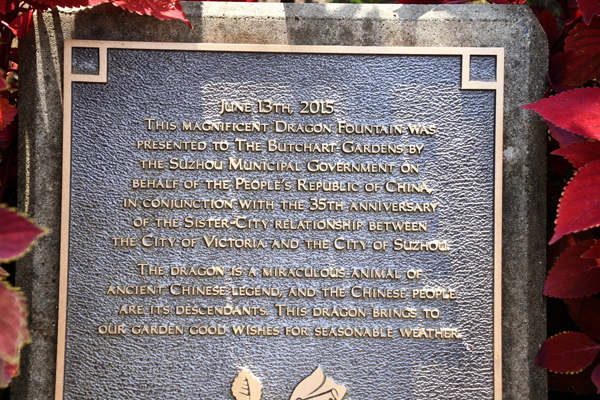 June 13th, 2015
This magnificent Dragon Fountain was
presented to The Butchart Gardens by
the Suzhou Municipal Government on
behalf of the People's Republic of China,
in conjunction with the 35th anniversary
of the Sister-City relationship between
the City of Victoria and the City of Suzhou.
The dragon is a miraculous animal of
ancient Chinese legend, and the Chinese people
are its descendants. This dragon brings to
our garden good wishes for seasonable weather.